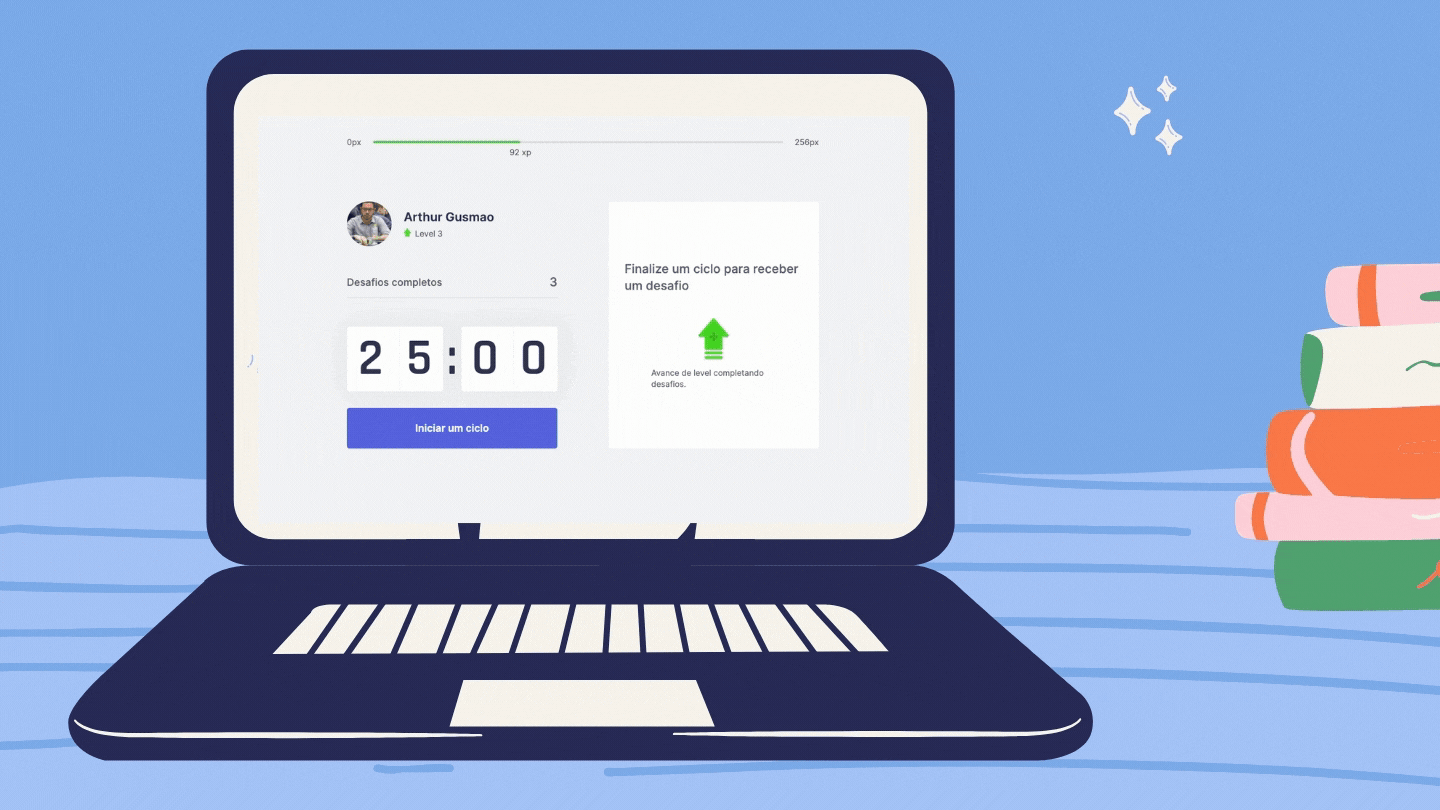 0px
256px
92 xp
Arthur Gusmao
Level 3
Desafios completos
3
25:00
Iniciar um ciclo
Finalize um ciclo para receber
um desafio
Avance de level completando
desafios.